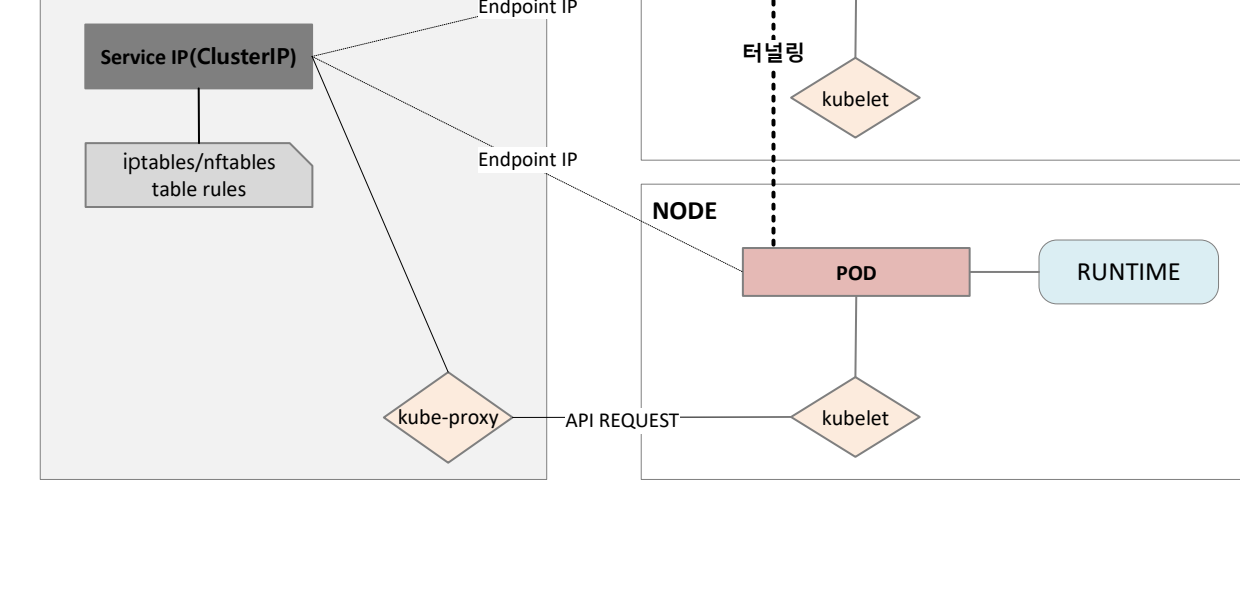 Endpoint IP
Service IP(ClusterIP)
터널링
kubelet
iptables/nftables
table rules
Endpoint IP
NODE
POD
RUNTIME
kube-proxy
API REQUEST
kubelet